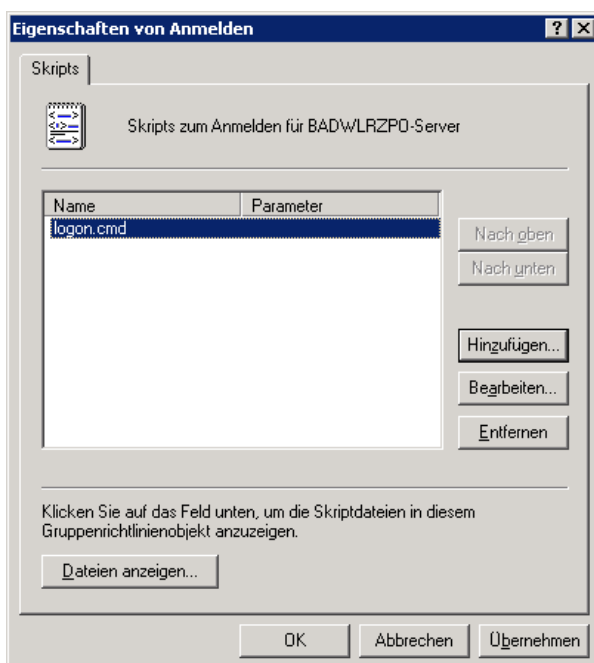 Eigenschaften von Anmelden
Skripts
Skripts zum Anmelden für BADWLRZPO-Server
Name Parameter
logon.cmd
Nach oben
Nach unten
Hinzufügen...
Bearbeiten...
Entfernen
Klicken Sie auf das Feld unten, um die Skriptdateien in diesem
Gruppenrichtlinienobjekt anzuzeigen.
Dateien anzeigen...
OK Abbrechen Übernehmen